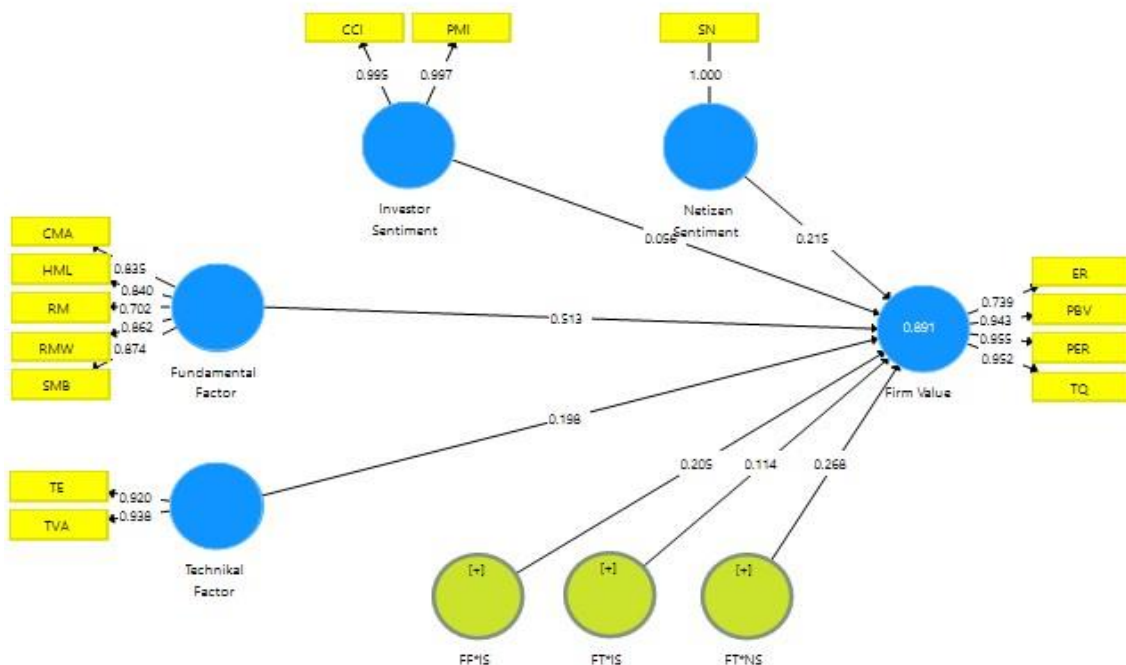 CCI
PMI
SN
0.995
0.997
1.000
Investor
Sentiment
Netizen
Sentiment
0.056
0.215
CMA
HML
RM
RMW
SMB
0.835
0.840
0.702
0.862
0.874
Fundamental
Factor
0.513
0.891
Firm Value
0.739
0.943
0.955
0.952
ER
PBV
PER
TQ
0.198
TE
TVA
0.920
0.938
Technikal
Factor
0.205
0.114
0.268
[+]
[+]
[+]
FF*IS
FT*IS
FT*NS